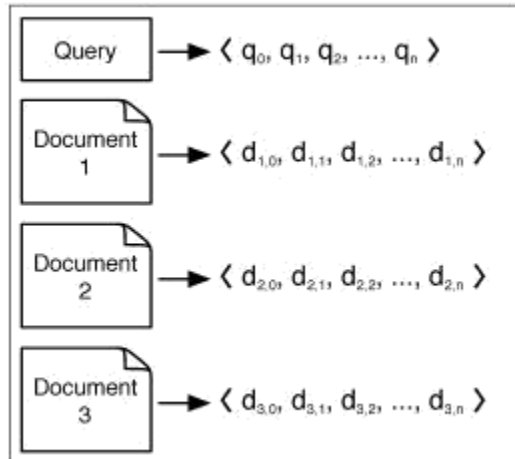 Query
⟨ q₀, q₁, q₂, ..., qₙ ⟩
Document 1
⟨ d₁,₀, d₁,₁, d₁,₂, ..., d₁,ₙ ⟩
Document 2
⟨ d₂,₀, d₂,₁, d₂,₂, ..., d₂,ₙ ⟩
Document 3
⟨ d₃,₀, d₃,₁, d₃,₂, ..., d₃,ₙ ⟩